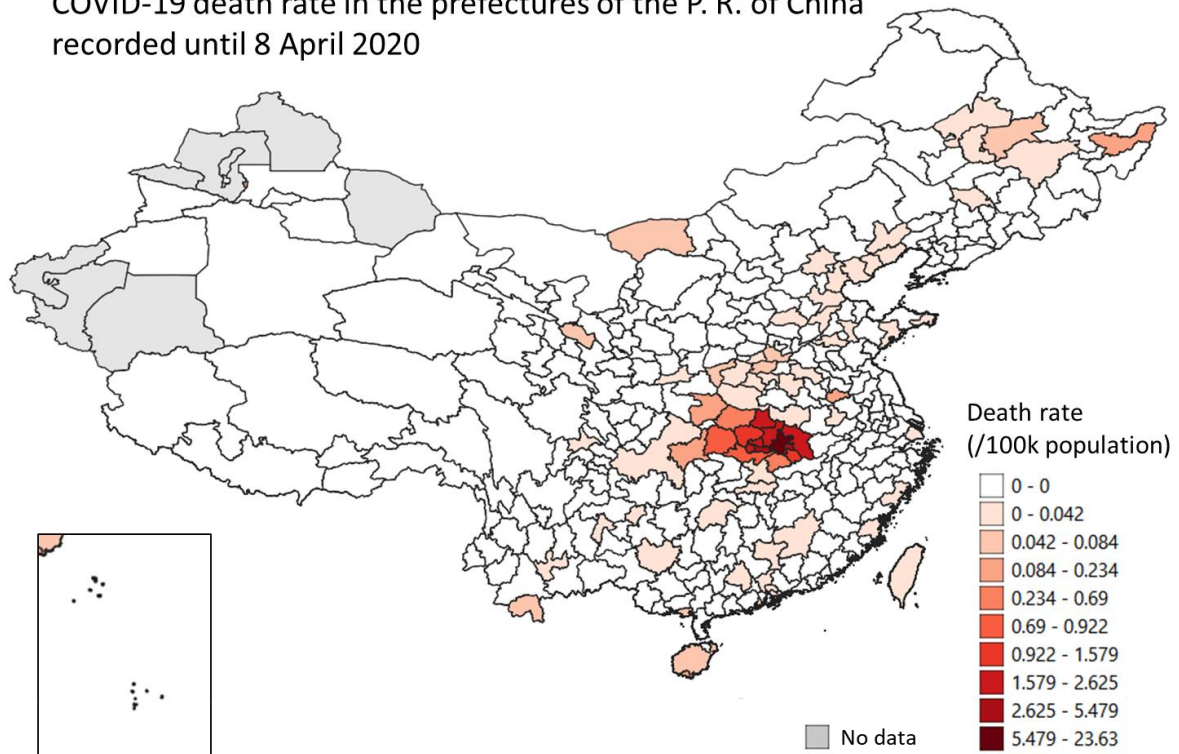 COVID-19 death rate in the prefectures of the P. R. of China
recorded until 8 April 2020
Death rate
(/100k population)
0 - 0
0 - 0.042
0.042 - 0.084
0.084 - 0.234
0.234 - 0.69
0.69 - 0.922
0.922 - 1.579
1.579 - 2.625
2.625 - 5.479
5.479 - 23.63
No data